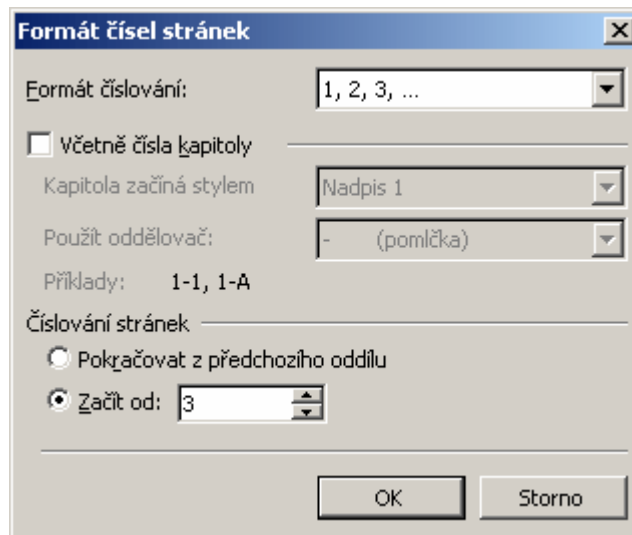 Formát čísel stránek
Formát číslování: 1, 2, 3, ...
Včetně čísla kapitoly
Kapitola začíná stylem Nadpis 1
Použít oddělovač: - (pomlčka)
Příklady: 1-1, 1-A
Číslování stránek
Pokračovat z předchozího oddílu
Začít od: 3
OK Storno